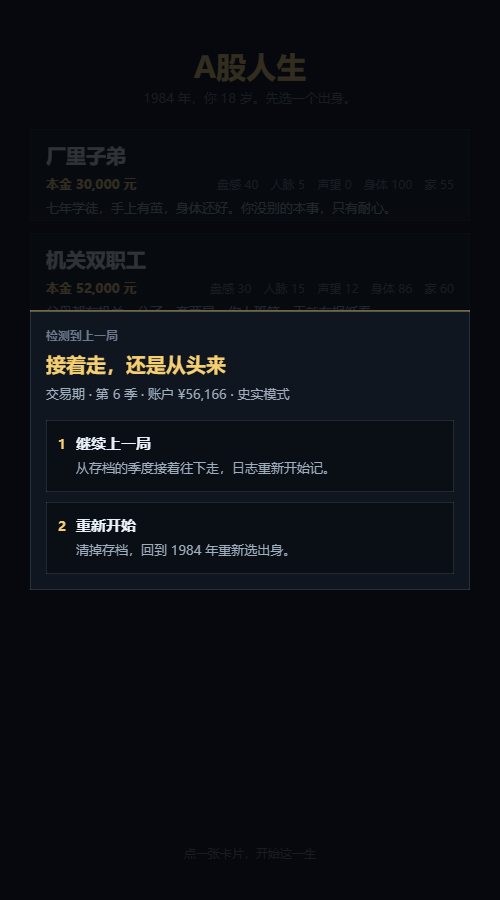 A股人生
1984 年，你 18 岁。先选一个出身。
厂里子弟
本金 30,000 元 盘感 40 人脉 5 声望 0 身体 100 家 55
七年学徒，手上有茧，身体还好。你没别的本事，只有耐心。
机关双职工
本金 52,000 元 盘感 30 人脉 15 声望 12 身体 86 家 60
检测到上一局
接着走，还是从头来
交易期 · 第 6 季 · 账户 ¥56,166 · 史实模式
1 继续上一局
从存档的季度接着往下走，日志重新开始记。
2 重新开始
清掉存档，回到 1984 年重新选出身。
点一张卡片，开始这一生